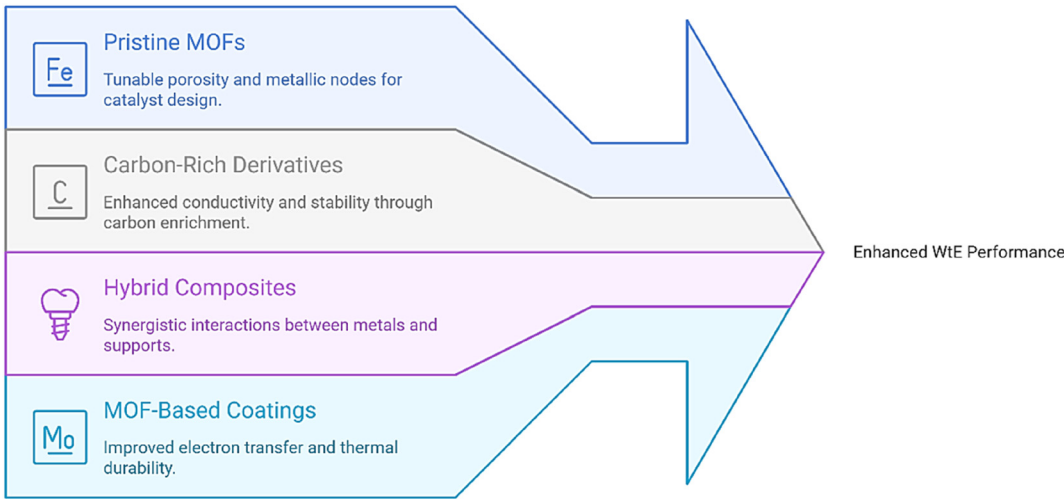 Fe
Pristine MOFs
Tunable porosity and metallic nodes for
catalyst design.
C
Carbon-Rich Derivatives
Enhanced conductivity and stability through
carbon enrichment.
Enhanced WtE Performance
Hybrid Composites
Synergistic interactions between metals and
supports.
Mo
MOF-Based Coatings
Improved electron transfer and thermal
durability.